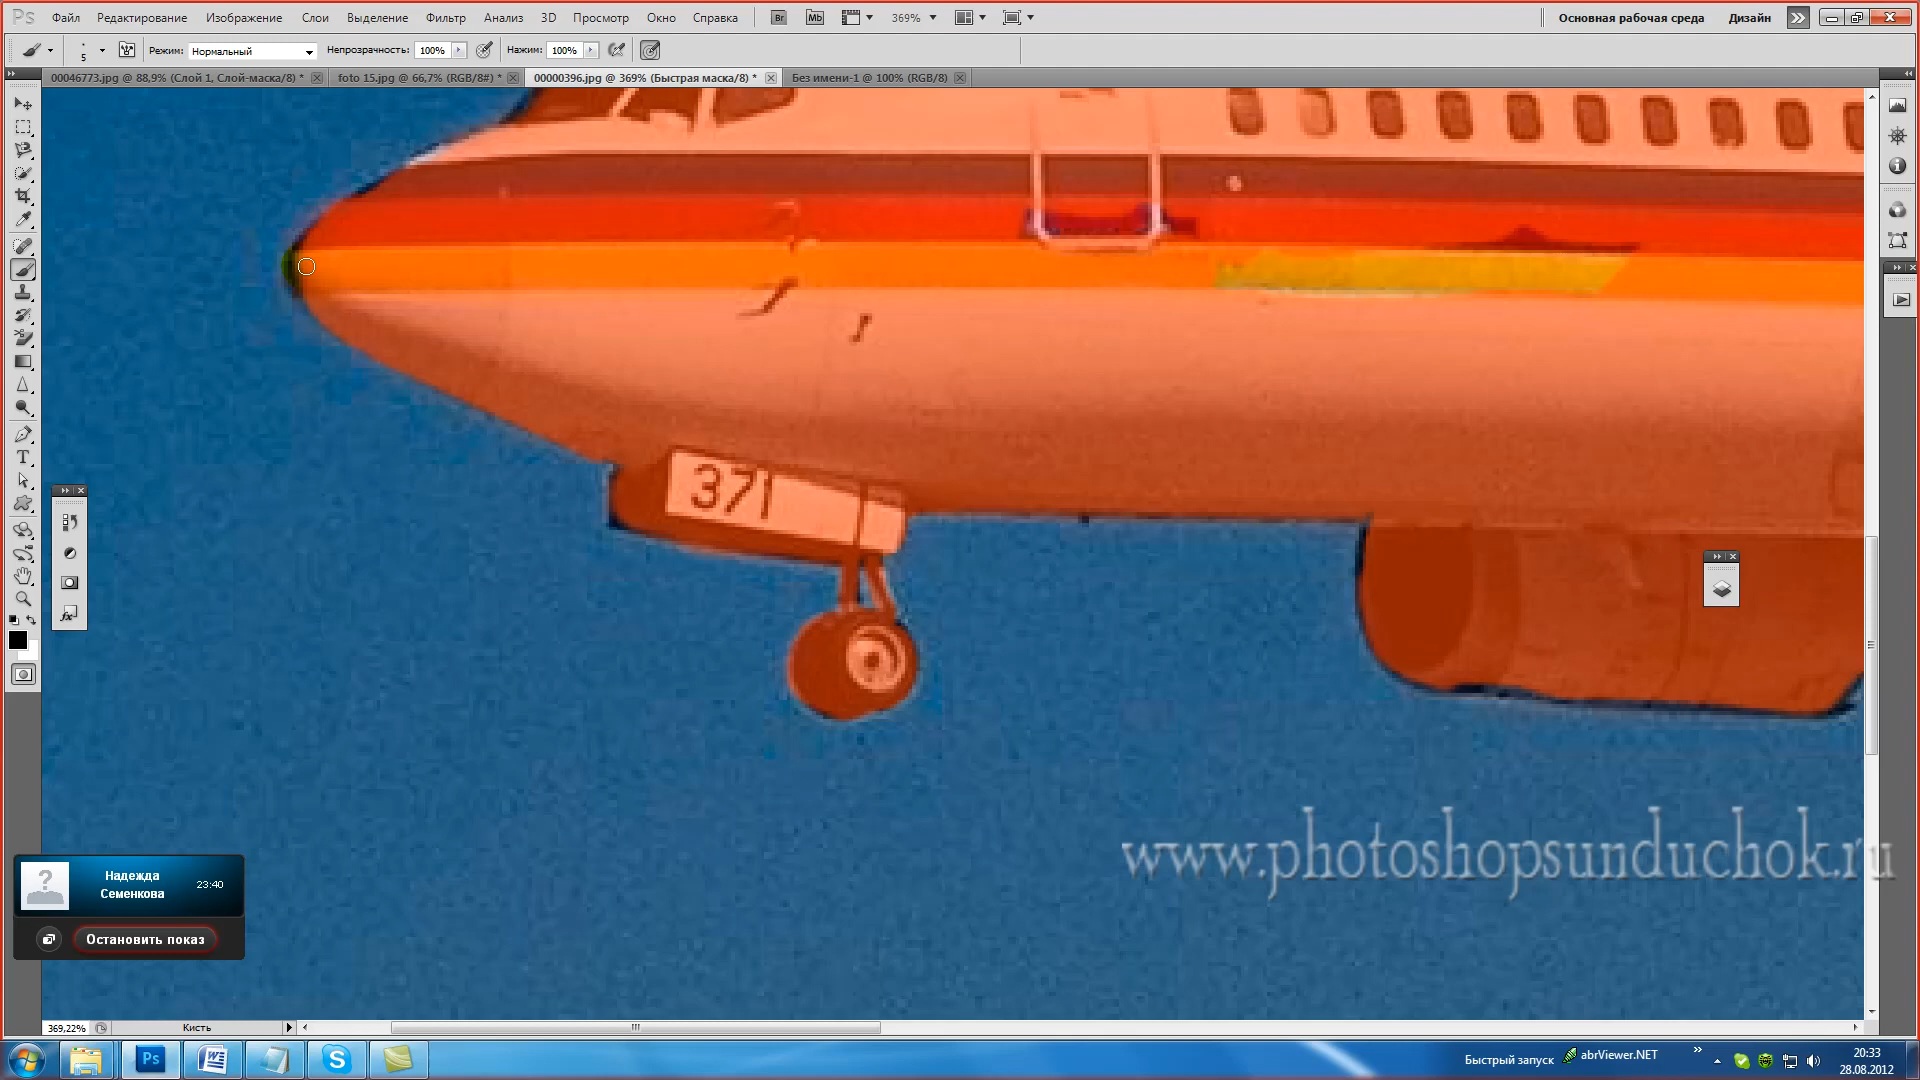 Ps Файл Редактирование Изображение Слои Выделение Фильтр Анализ 3D Просмотр Окно Справка Br Mb 369% Основная рабочая среда Дизайн
5 Режим: Нормальный Непрозрачность: 100% Нажим: 100%
00046773.jpg @ 88,9% (Слой 1, Слой-маска/8) * foto 15.jpg @ 66,7% (RGB/8#) * 00000396.jpg @ 369% (Быстрая маска/8) * Без имени-1 @ 100% (RGB/8)
371
www.photoshopsunduchok.ru
Надежда
Семенкова
23:40
Остановить показ
369,22% Кисть
Быстрый запуск abrViewer.NET
20:33
28.08.2012